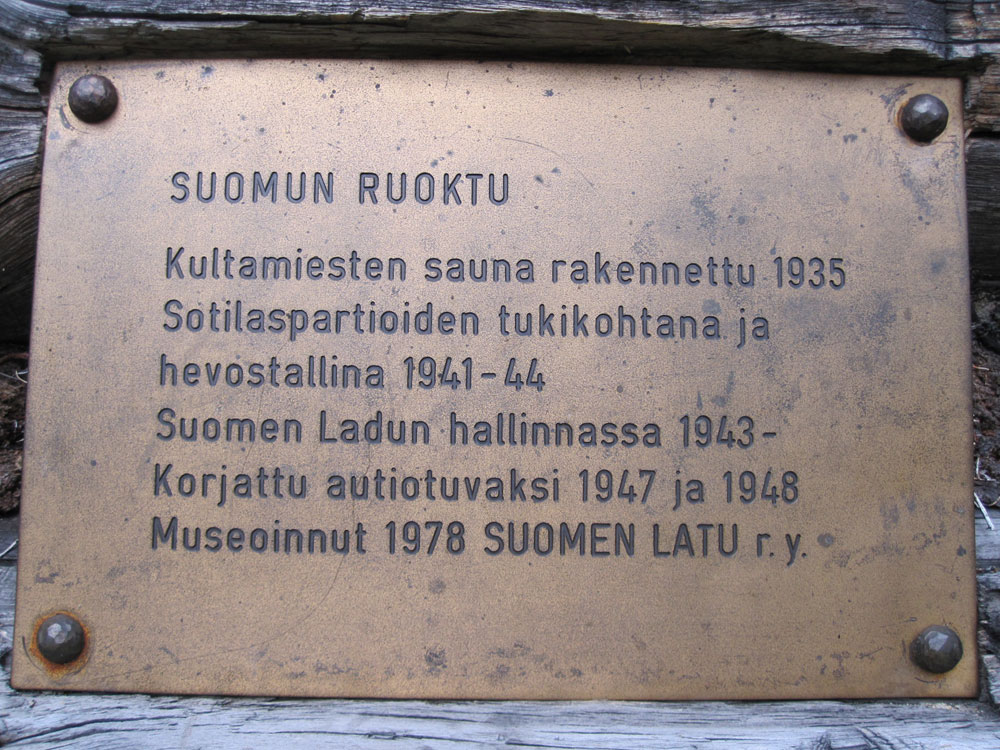 SUOMUN RUOKTU
Kultamiesten sauna rakennettu 1935
Sotilaspartioiden tukikohtana ja
hevostallina 1941-44
Suomen Ladun hallinnassa 1943-
Korjattu autiotuvaksi 1947 ja 1948
Museoinnut 1978 SUOMEN LATU r.y.